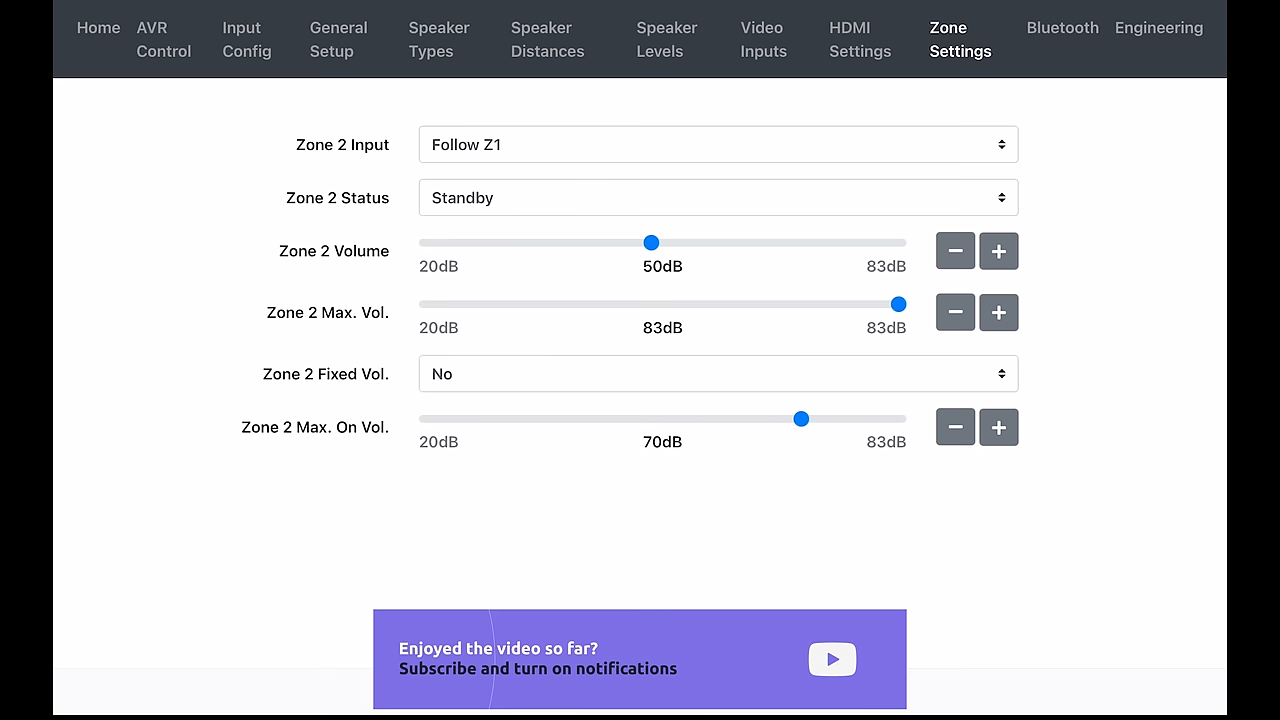 Home AVR Control Input Config General Setup Speaker Types Speaker Distances Speaker Levels Video Inputs HDMI Settings Zone Settings Bluetooth Engineering
Zone 2 Input Follow Z1
Zone 2 Status Standby
Zone 2 Volume
20dB 50dB 83dB
Zone 2 Max. Vol.
20dB 83dB 83dB
Zone 2 Fixed Vol. No
Zone 2 Max. On Vol.
20dB 70dB 83dB
Enjoyed the video so far?
Subscribe and turn on notifications